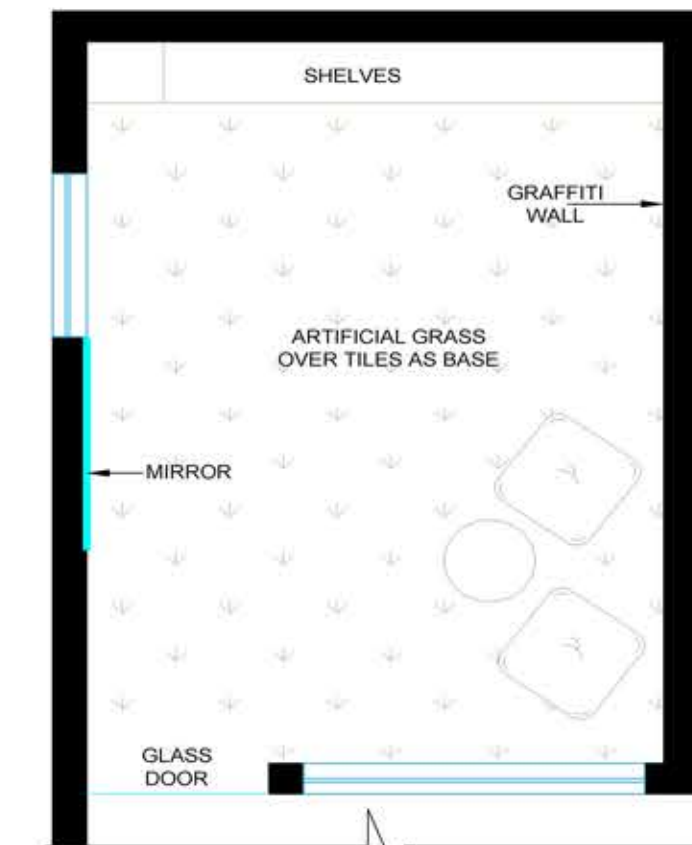 SHELVES
GRAFFITI
WALL
ARTIFICIAL GRASS
OVER TILES AS BASE
MIRROR
GLASS
DOOR